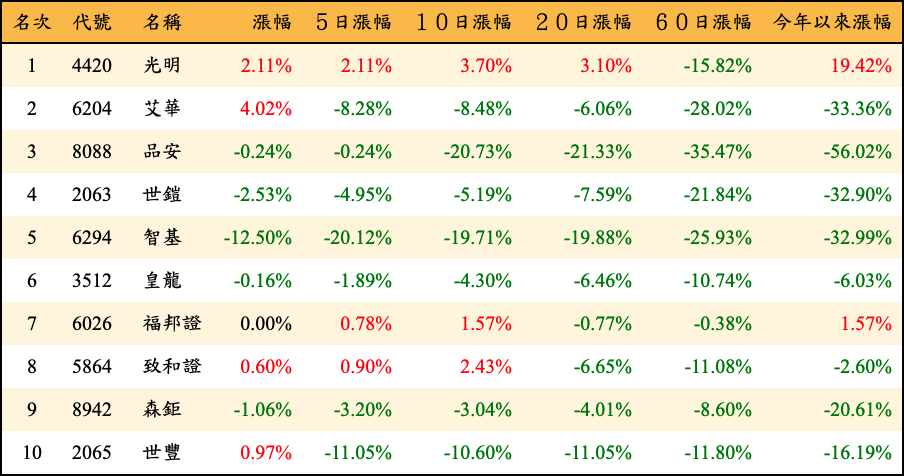 名次 代號 名稱 漲幅 ５日漲幅 １０日漲幅 ２０日漲幅 ６０日漲幅 今年以來漲幅
1 4420 光明 2.11% 2.11% 3.70% 3.10% -15.82% 19.42%
2 6204 艾華 4.02% -8.28% -8.48% -6.06% -28.02% -33.36%
3 8088 品安 -0.24% -0.24% -20.73% -21.33% -35.47% -56.02%
4 2063 世鎧 -2.53% -4.95% -5.19% -7.59% -21.84% -32.90%
5 6294 智基 -12.50% -20.12% -19.71% -19.88% -25.93% -32.99%
6 3512 皇龍 -0.16% -1.89% -4.30% -6.46% -10.74% -6.03%
7 6026 福邦證 0.00% 0.78% 1.57% -0.77% -0.38% 1.57%
8 5864 致和證 0.60% 0.90% 2.43% -6.65% -11.08% -2.60%
9 8942 森鉅 -1.06% -3.20% -3.04% -4.01% -8.60% -20.61%
10 2065 世豐 0.97% -11.05% -10.60% -11.05% -11.80% -16.19%